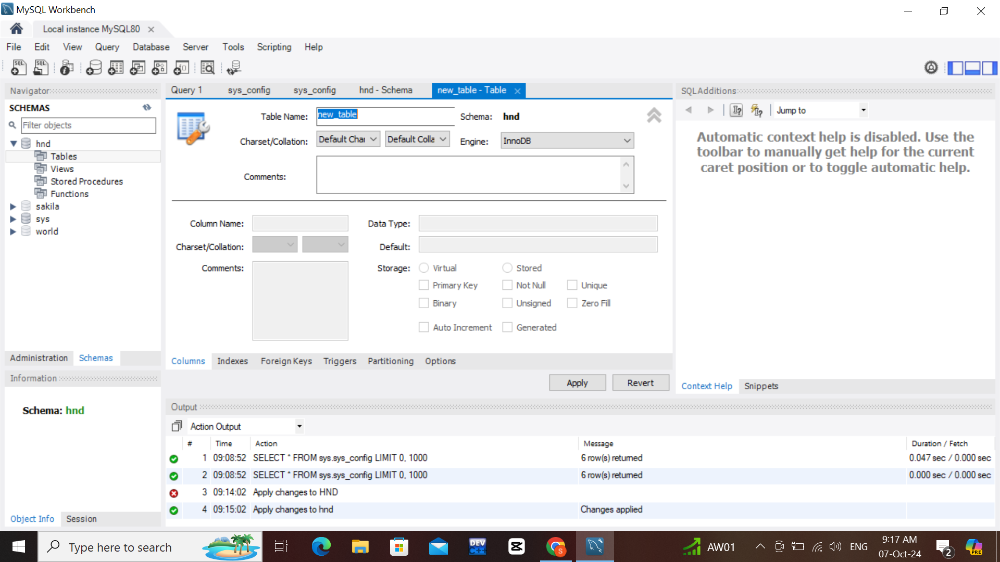 MySQL Workbench
Local instance MySQL80
File Edit View Query Database Server Tools Scripting Help
SQL SQL
Navigator
SCHEMAS
Filter objects
hnd
Tables
Views
Stored Procedures
Functions
sakila
sys
world
Administration Schemas
Information
Schema: hnd
Object Info Session
Query 1 sys_config sys_config hnd - Schema new_table - Table
Table Name: new_table Schema: hnd
Charset/Collation: Default Char Default Colla Engine: InnoDB
Comments:
Column Name: Data Type:
Charset/Collation: Default:
Comments: Storage: Virtual Stored
Primary Key Not Null Unique
Binary Unsigned Zero Fill
Auto Increment Generated
Columns Indexes Foreign Keys Triggers Partitioning Options
Apply Revert
SQLAdditions
Jump to
Automatic context help is disabled. Use the
toolbar to manually get help for the current
caret position or to toggle automatic help.
Context Help Snippets
Output
Action Output
# Time Action Message Duration / Fetch
1 09:08:52 SELECT * FROM sys.sys_config LIMIT 0, 1000 6 row(s) returned 0.047 sec / 0.000 sec
2 09:08:52 SELECT * FROM sys.sys_config LIMIT 0, 1000 6 row(s) returned 0.000 sec / 0.000 sec
3 09:14:02 Apply changes to HND
4 09:15:02 Apply changes to hnd Changes applied
Type here to search
DEV
C++
S
AW01
ENG
9:17 AM
07-Oct-24
2
PRE